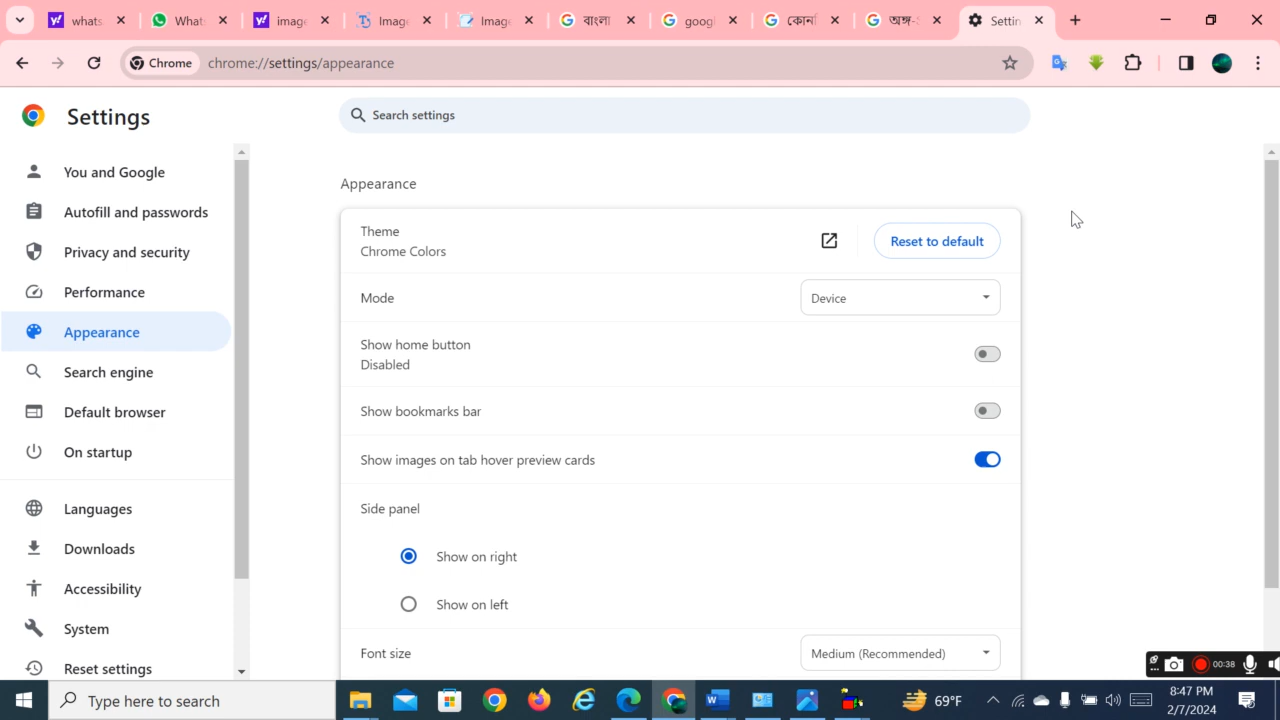 whats
Whats
image
Image
Image
বাংলা
googl
অঙ্গ-
Settin
Chrome
chrome://settings/appearance
Settings
Search settings
You and Google
Autofill and passwords
Privacy and security
Performance
Appearance
Search engine
Default browser
On startup
Languages
Downloads
Accessibility
System
Reset settings
Appearance
Theme
Chrome Colors
Reset to default
Mode
Device
Show home button
Disabled
Show bookmarks bar
Show images on tab hover preview cards
Side panel
Show on right
Show on left
Font size
Medium (Recommended)
00:38
Type here to search
69°F
8:47 PM
2/7/2024